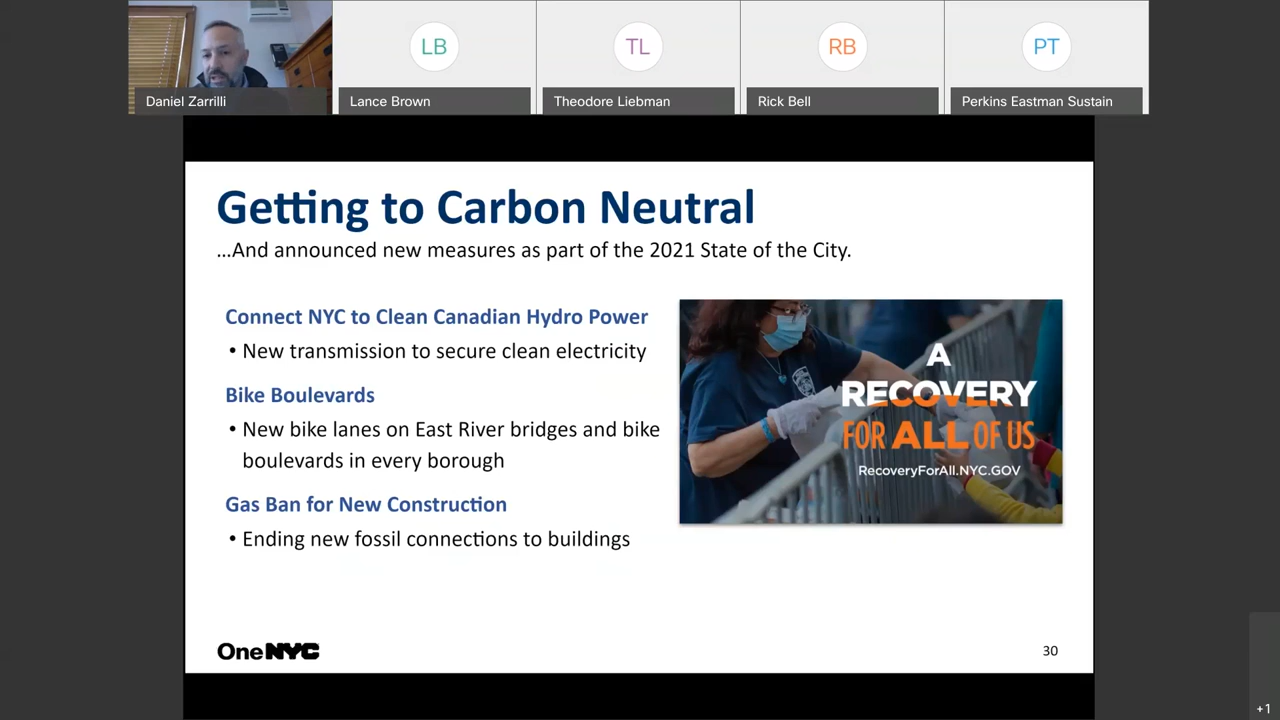 LB
TL
RB
PT
Daniel Zarrilli
Lance Brown
Theodore Liebman
Rick Bell
Perkins Eastman Sustain
Getting to Carbon Neutral
...And announced new measures as part of the 2021 State of the City.
Connect NYC to Clean Canadian Hydro Power
• New transmission to secure clean electricity
Bike Boulevards
• New bike lanes on East River bridges and bike
boulevards in every borough
Gas Ban for New Construction
• Ending new fossil connections to buildings
A
RECOVERY
FOR ALL OF US
RecoveryForAll.NYC.GOV
OneNYC
30
+1